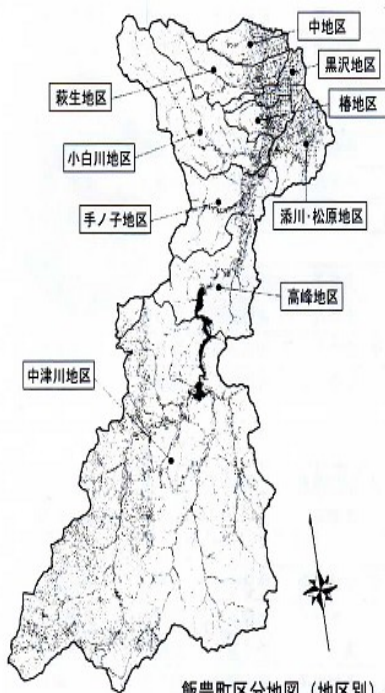 中地区
黒沢地区
萩生地区
椿地区
小白川地区
手ノ子地区
添川・松原地区
高峰地区
中津川地区
飯豊町区分地図（地区別）